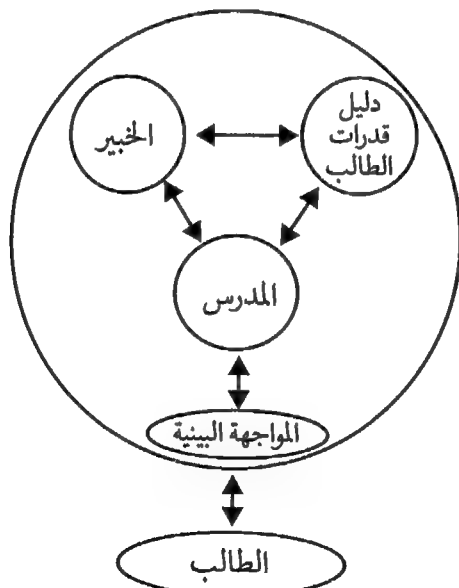 دليل
قدرات
الطالب
الخبير
المدرس
المواجهة البينية
الطالب